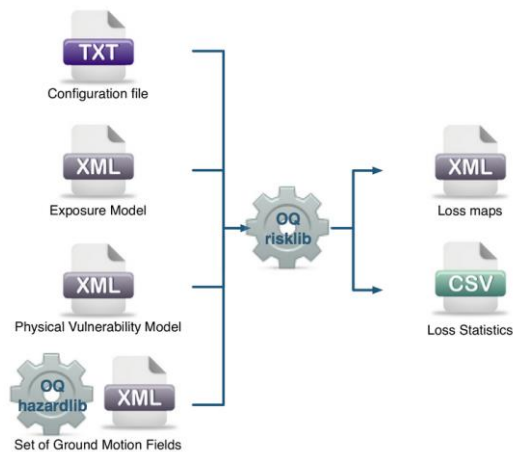 TXT
Configuration file
XML
Exposure Model
XML
Physical Vulnerability Model
OQ
hazardlib
XML
Set of Ground Motion Fields
OQ
risklib
XML
Loss maps
CSV
Loss Statistics